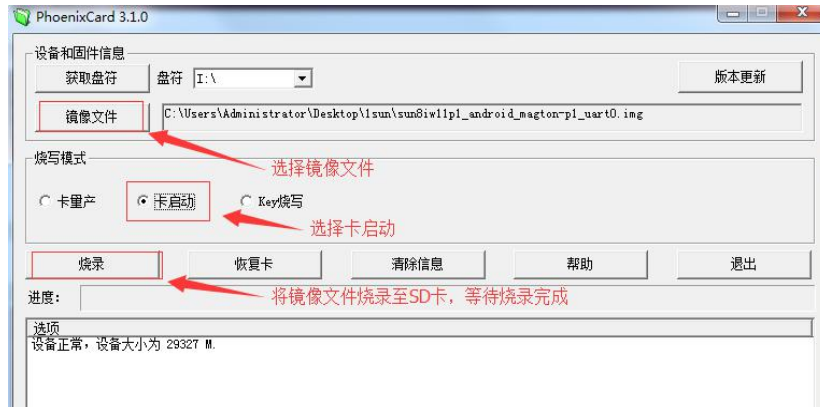 PhoenixCard 3.1.0
设备和固件信息
获取盘符 盘符 I:\ 版本更新
镜像文件 C:\Users\Administrator\Desktop\1sun\sun8iw11p1_android_magton-p1_uart0.img
烧写模式
选择镜像文件
卡量产 卡启动 Key烧写
选择卡启动
烧录 恢复卡 清除信息 帮助 退出
进度: 将镜像文件烧录至SD卡，等待烧录完成
选项
设备正常，设备大小为 29327 M.